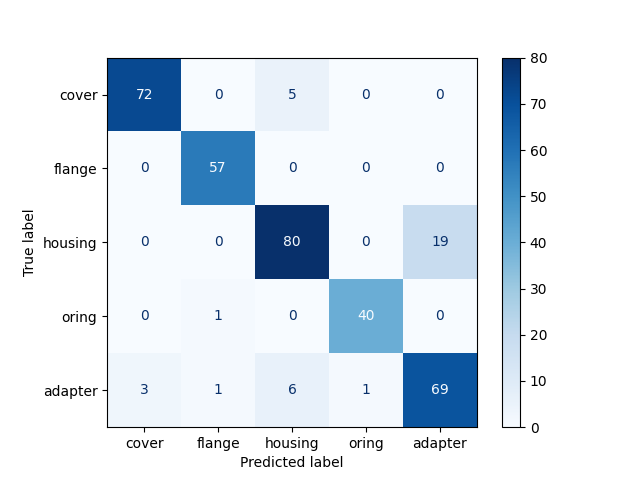 cover 72 0 5 0 0
flange 0 57 0 0 0
housing 0 0 80 0 19
oring 0 1 0 40 0
adapter 3 1 6 1 69
cover flange housing oring adapter
Predicted label
True label
80
70
60
50
40
30
20
10
0